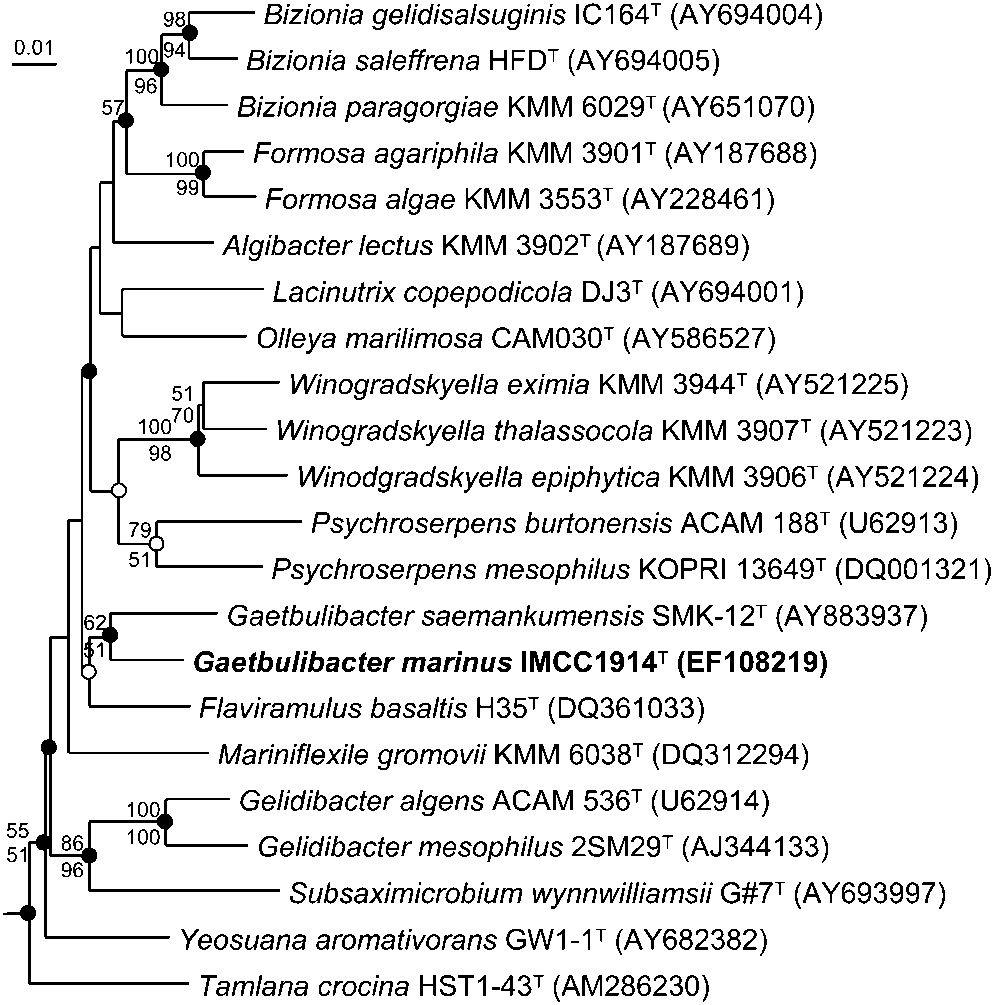 98
Bizionia gelidisalsuginis IC164ᵀ (AY694004)
0.01
94
100
Bizionia saleffrena HFDᵀ (AY694005)
96
57
Bizionia paragorgiae KMM 6029ᵀ (AY651070)
100
Formosa agariphila KMM 3901ᵀ (AY187688)
99
Formosa algae KMM 3553ᵀ (AY228461)
Algibacter lectus KMM 3902ᵀ (AY187689)
Lacinutrix copepodicola DJ3ᵀ (AY694001)
Olleya marilimosa CAM030ᵀ (AY586527)
51
Winogradskyella eximia KMM 3944ᵀ (AY521225)
70
100
Winogradskyella thalassocola KMM 3907ᵀ (AY521223)
98
Winodgradskyella epiphytica KMM 3906ᵀ (AY521224)
79
Psychroserpens burtonensis ACAM 188ᵀ (U62913)
51
Psychroserpens mesophilus KOPRI 13649ᵀ (DQ001321)
62
Gaetbulibacter saemankumensis SMK-12ᵀ (AY883937)
51
Gaetbulibacter marinus IMCC1914ᵀ (EF108219)
Flaviramulus basaltis H35ᵀ (DQ361033)
Mariniflexile gromovii KMM 6038ᵀ (DQ312294)
100
Gelidibacter algens ACAM 536ᵀ (U62914)
55
86
100
Gelidibacter mesophilus 2SM29ᵀ (AJ344133)
51
96
Subsaximicrobium wynnwilliamsii G#7ᵀ (AY693997)
Yeosuana aromativorans GW1-1ᵀ (AY682382)
Tamlana crocina HST1-43ᵀ (AM286230)